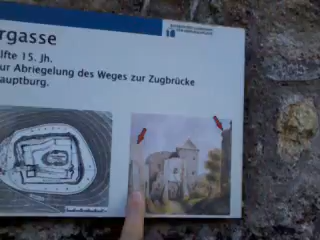 rgasse
lfte 15. Jh.
ur Abriegelung des Weges zur Zugbrücke
auptburg.